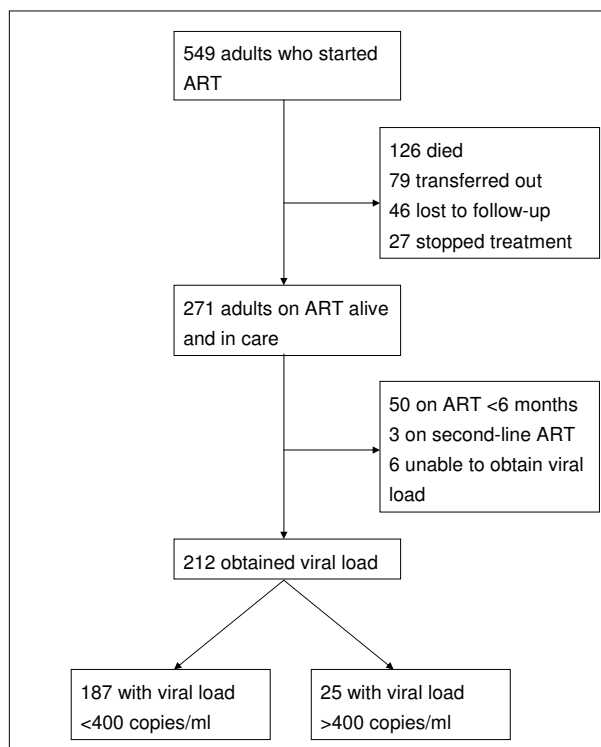 549 adults who started
ART
126 died
79 transferred out
46 lost to follow-up
27 stopped treatment
271 adults on ART alive
and in care
50 on ART <6 months
3 on second-line ART
6 unable to obtain viral
load
212 obtained viral load
187 with viral load
<400 copies/ml
25 with viral load
>400 copies/ml